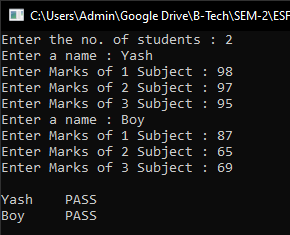 C:\Users\Admin\Google Drive\B-Tech\SEM-2\ESF
Enter the no. of students : 2
Enter a name : Yash
Enter Marks of 1 Subject : 98
Enter Marks of 2 Subject : 97
Enter Marks of 3 Subject : 95
Enter a name : Boy
Enter Marks of 1 Subject : 87
Enter Marks of 2 Subject : 65
Enter Marks of 3 Subject : 69
Yash    PASS
Boy     PASS